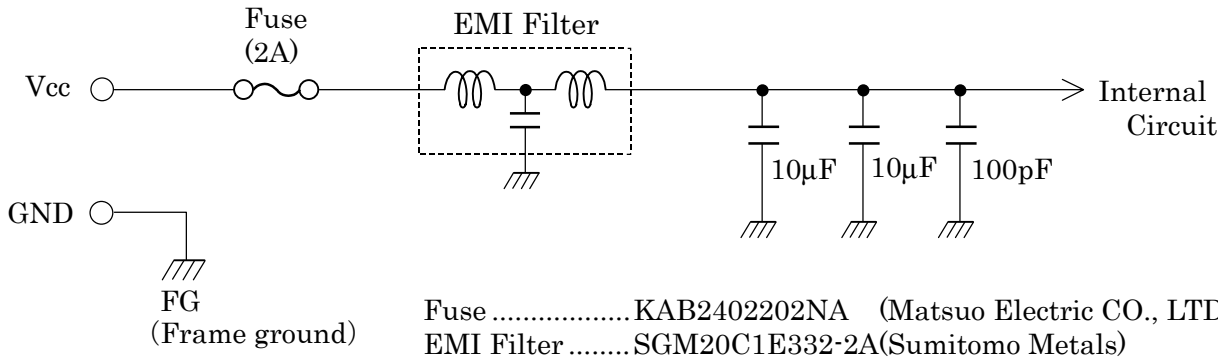 Fuse
(2A)
EMI Filter
Vcc
Internal
Circuit
10µF
10µF
100pF
GND
FG
(Frame ground)
Fuse ................. KAB2402202NA (Matsuo Electric CO., LTD
EMI Filter ........ SGM20C1E332-2A(Sumitomo Metals)